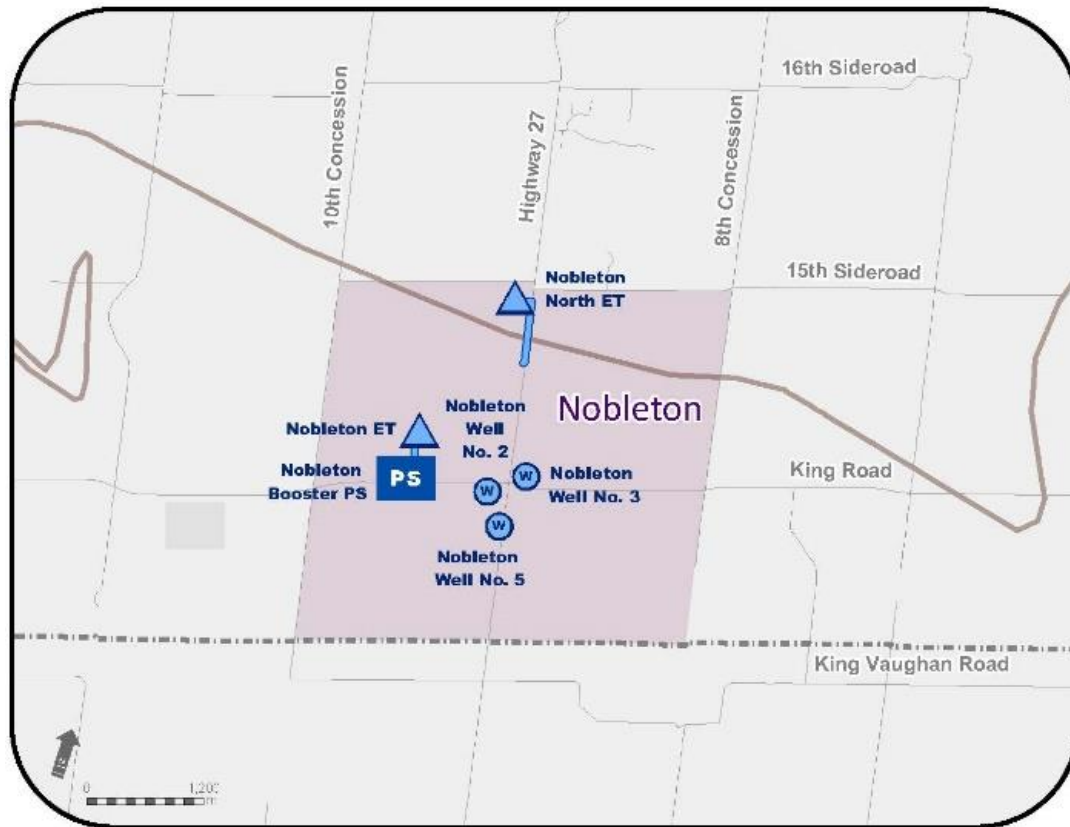 16th Sideroad
10th Concession
Highway 27
8th Concession
15th Sideroad
Nobleton
North ET
Nobleton
Nobleton
Well
No. 2
Nobleton ET
Nobleton
Booster PS
PS
W
Nobleton
Well No. 3
W
W
King Road
Nobleton
Well No. 5
King Vaughan Road
0
m